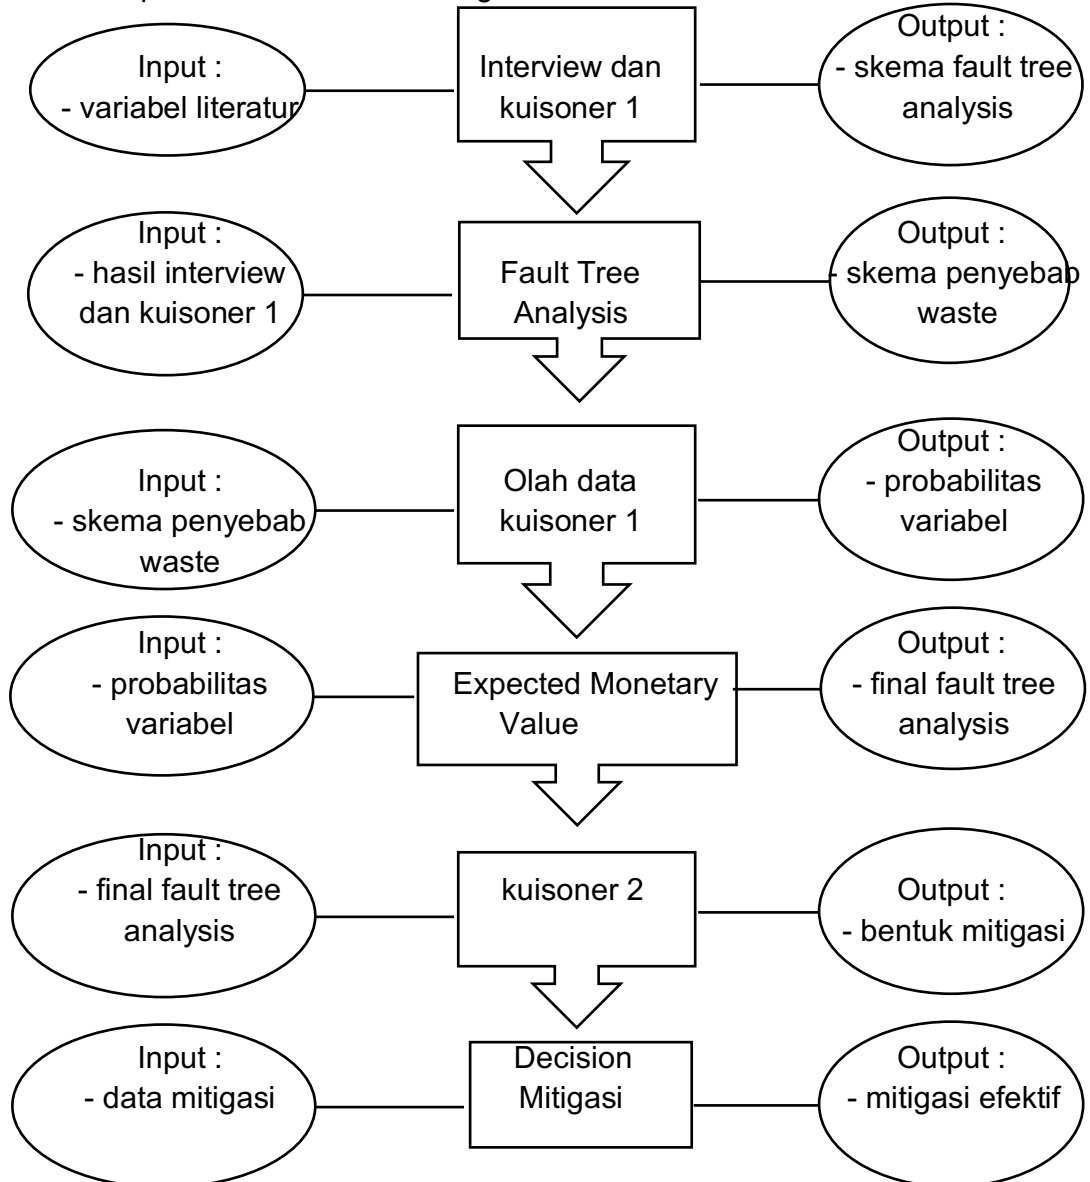 Input :
- variabel literatur
Interview dan
kuisoner 1
Output :
- skema fault tree
analysis
Input :
- hasil interview
dan kuisoner 1
Fault Tree
Analysis
Output :
- skema penyebab
waste
Input :
- skema penyebab
waste
Olah data
kuisoner 1
Output :
- probabilitas
variabel
Input :
- probabilitas
variabel
Expected Monetary
Value
Output :
- final fault tree
analysis
Input :
- final fault tree
analysis
kuisoner 2
Output :
- bentuk mitigasi
Input :
- data mitigasi
Decision
Mitigasi
Output :
- mitigasi efektif